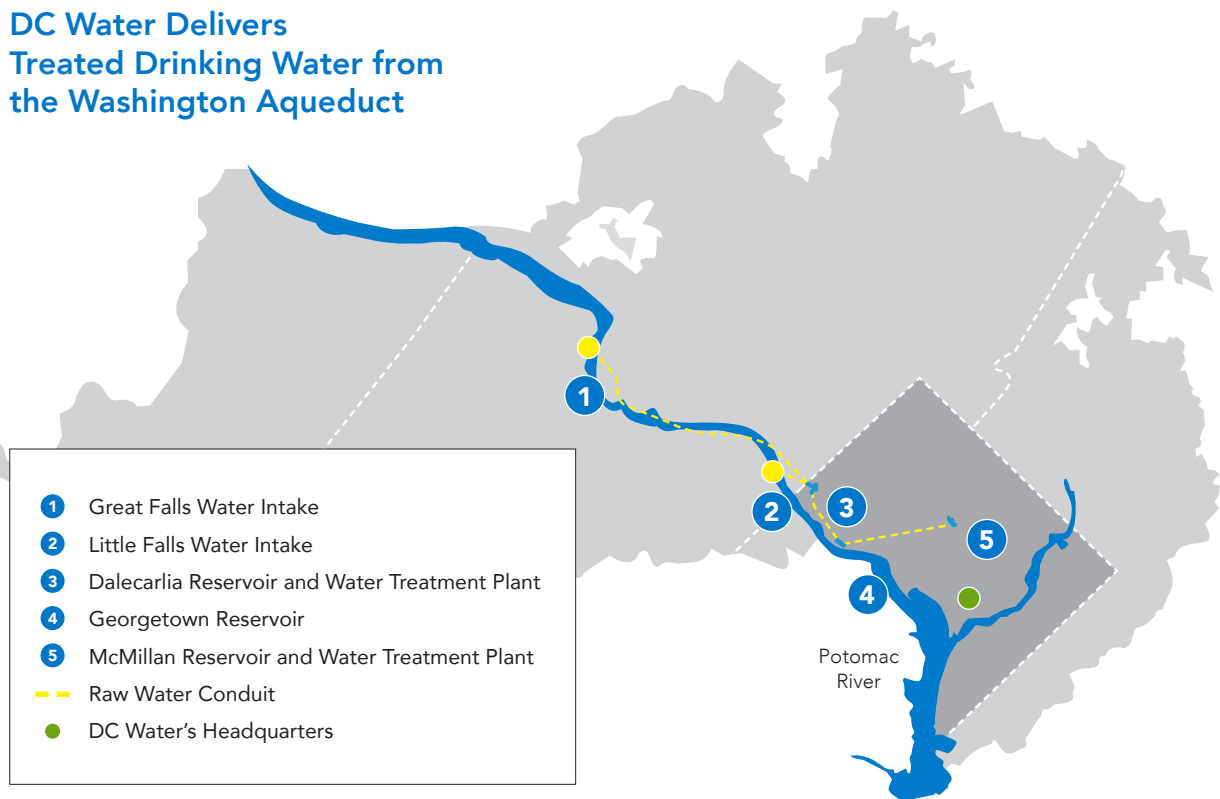 DC Water Delivers
Treated Drinking Water from
the Washington Aqueduct
1
2
3
5
4
Potomac
River
1 Great Falls Water Intake
2 Little Falls Water Intake
3 Dalecarlia Reservoir and Water Treatment Plant
4 Georgetown Reservoir
5 McMillan Reservoir and Water Treatment Plant
Raw Water Conduit
DC Water's Headquarters